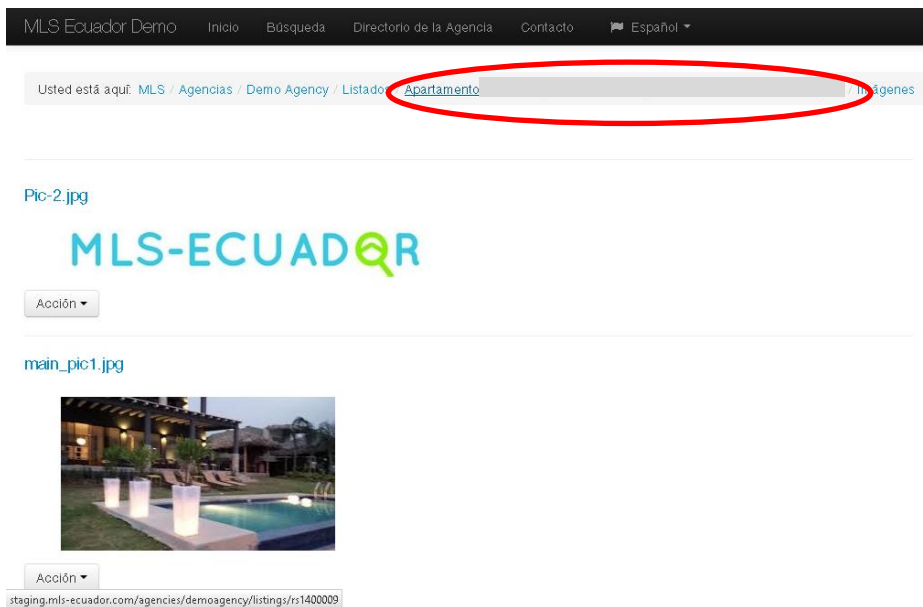 MLS Ecuador Demo Inicio Búsqueda Directorio de la Agencia Contacto Español
Usted está aquí: MLS / Agencias / Demo Agency / Listados / Apartamento / Imágenes
Pic-2.jpg
MLS-ECUADOR
Acción
main_pic1.jpg
Acción
staging.mls-ecuador.com/agencies/demoagency/listings/rs1400009